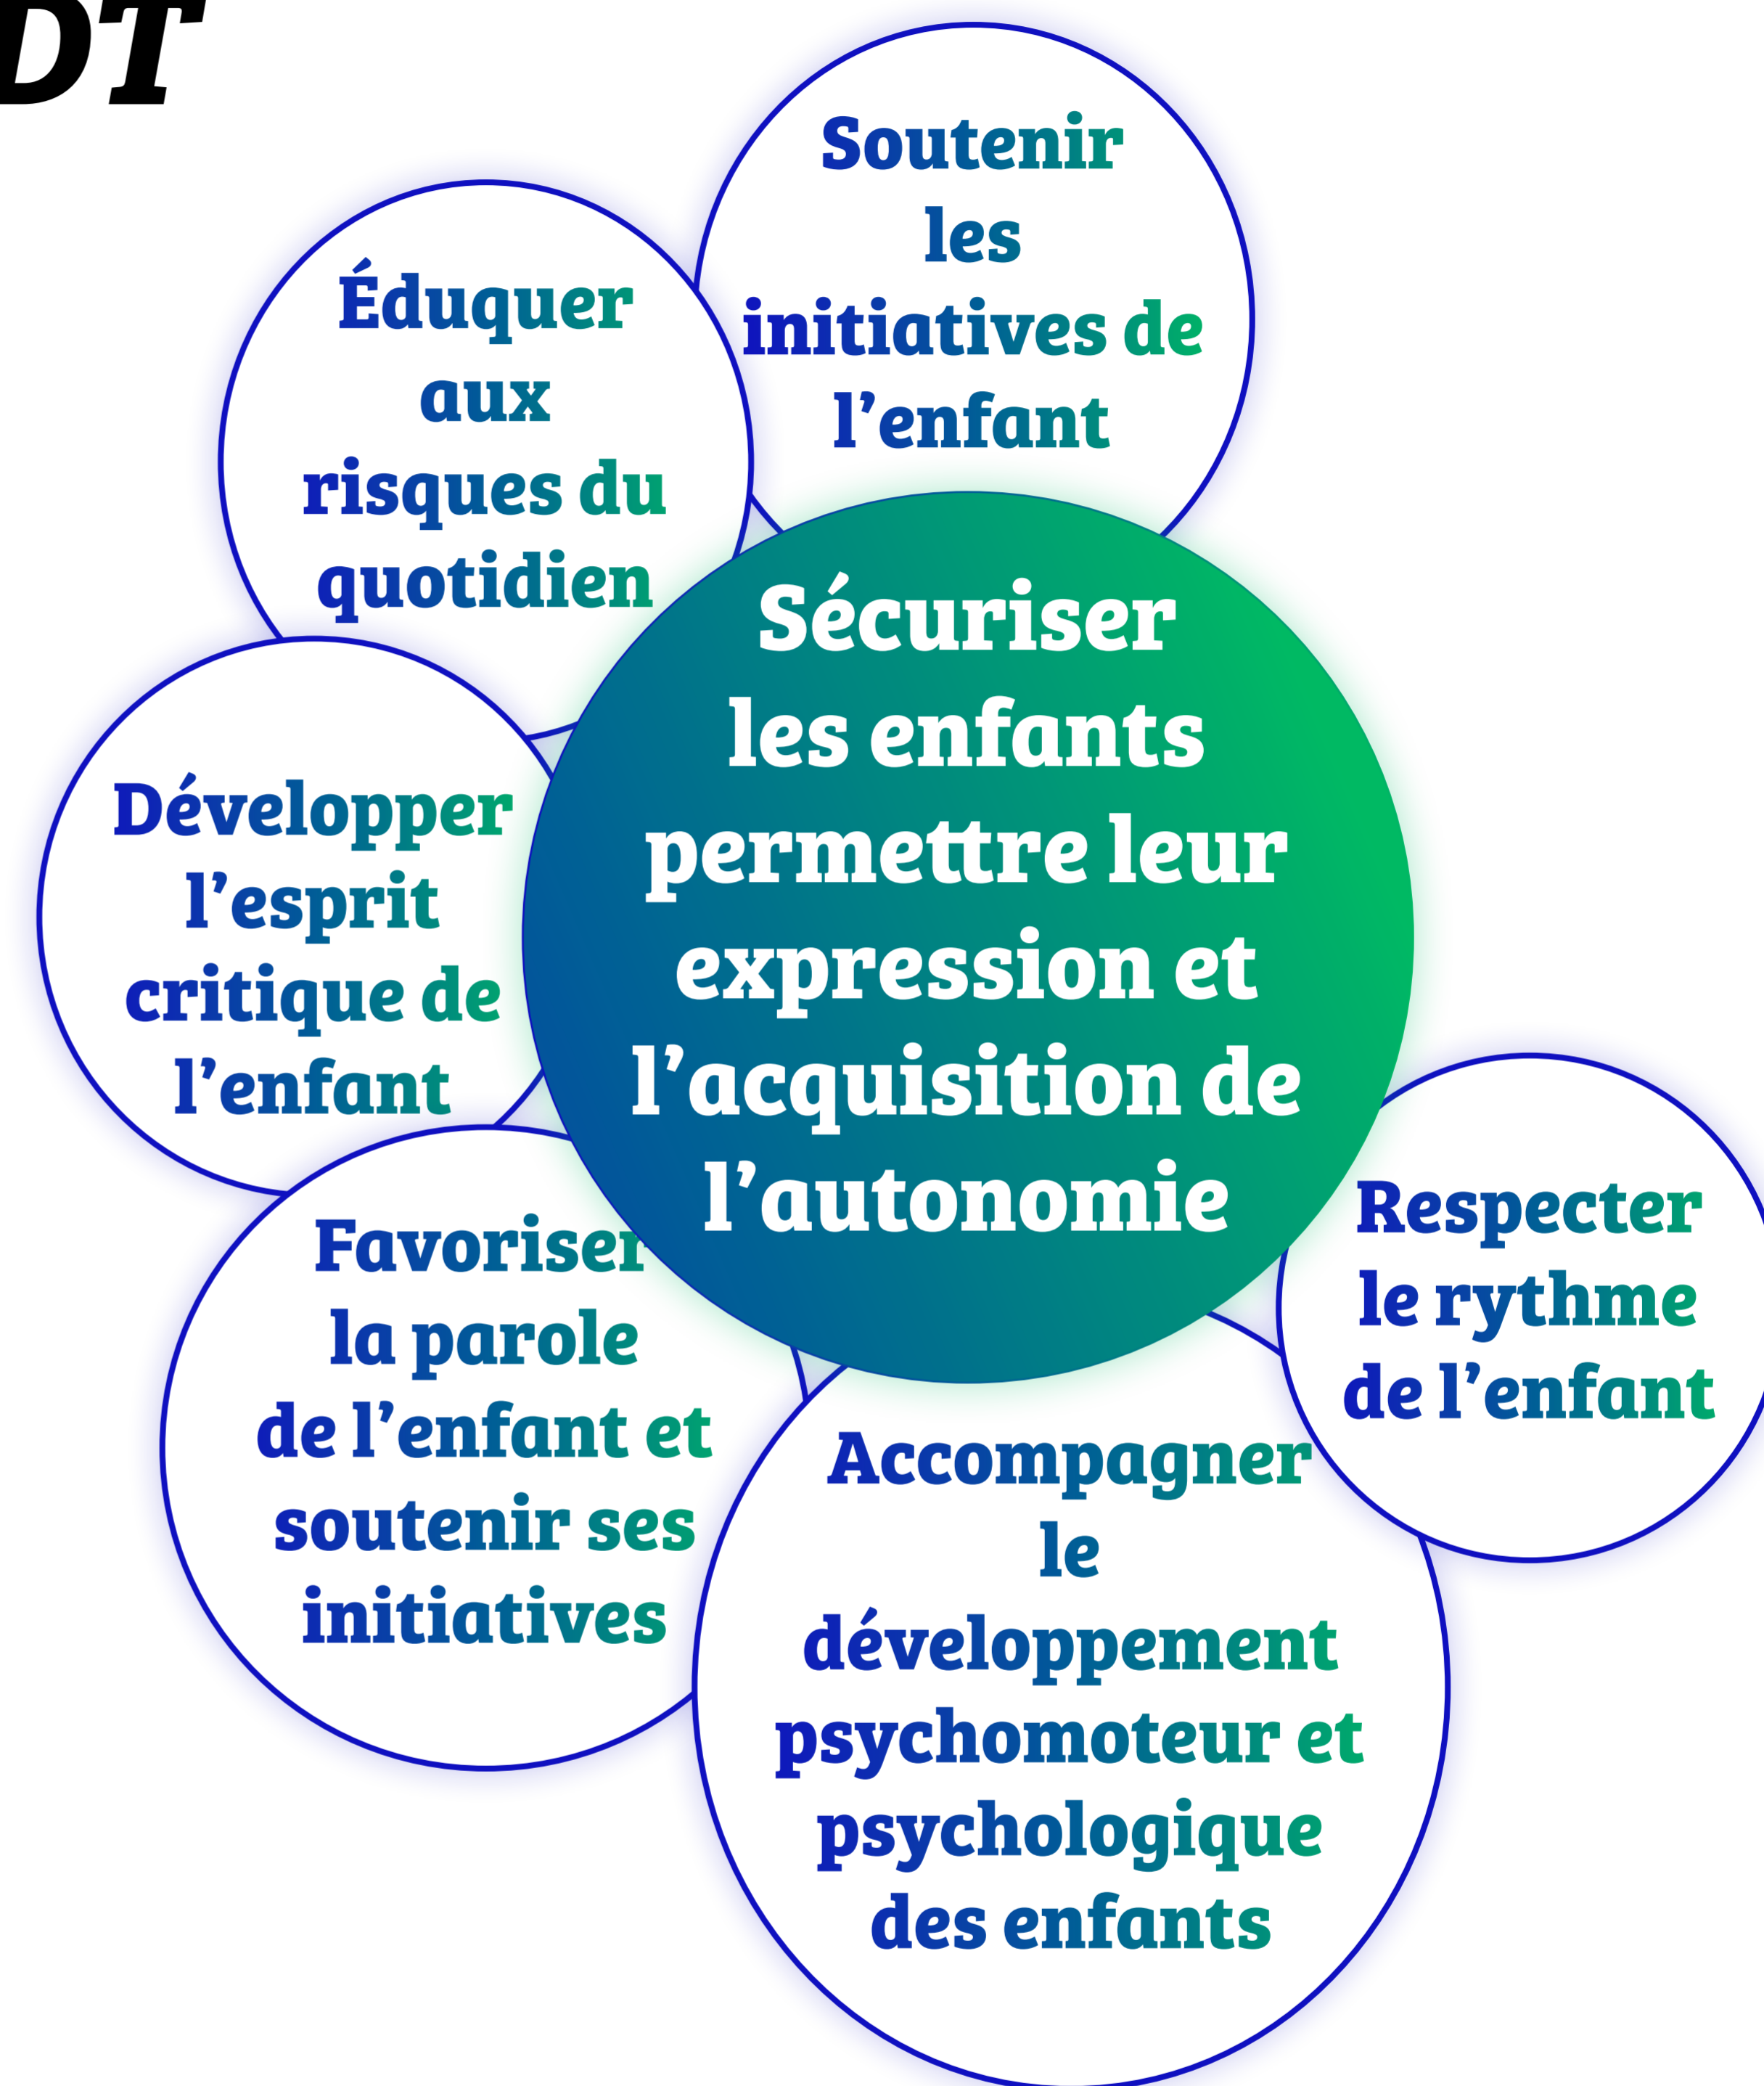 DT
Soutenir
les
initiatives de
l’enfant
Éduquer
aux
risques du
quotidien
Sécuriser
les enfants
permettre leur
expression et
l’acquisition de
l’autonomie
Développer
l’esprit
critique de
l’enfant
Respecter
le rythme
de l’enfant
Favoriser
la parole
de l’enfant et
soutenir ses
initiatives
Accompagner
le
développement
psychomoteur et
psychologique
des enfants